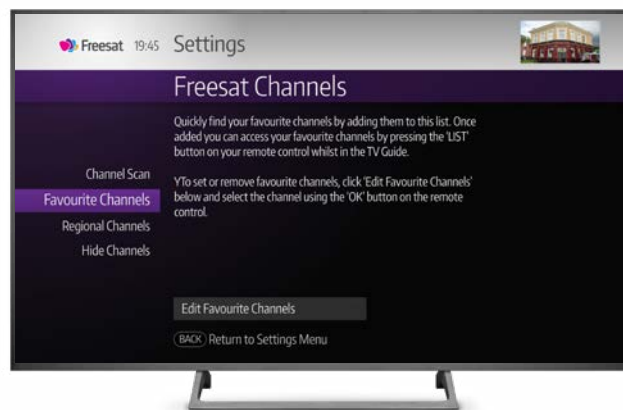 Freesat 19:45 Settings
Freesat Channels
Quickly find your favourite channels by adding them to this list. Once
added you can access your favourite channels by pressing the 'LIST'
button on your remote control whilst in the TV Guide.
YTo set or remove favourite channels, click 'Edit Favourite Channels'
below and select the channel using the 'OK' button on the remote
control.
Channel Scan
Favourite Channels
Regional Channels
Hide Channels
Edit Favourite Channels
BACK Return to Settings Menu